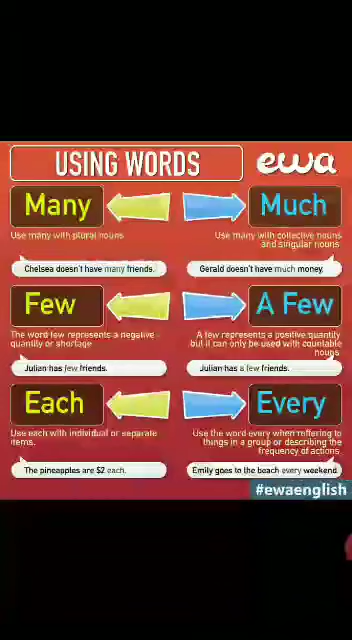 USING WORDS
ewa
Many
Much
Use many with plural nouns
Use many with collective nouns
and singular nouns
Chelsea doesn't have many friends.
Gerald doesn't have much money.
Few
A Few
The word few represents a negative
quantity or shortage
A few represents a positive quantity
but it can only be used with countable
nouns
Julian has few friends.
Julian has a few friends.
Each
Every
Use each with individual or separate
items.
Use the word every when reffering to
things in a group or describing the
frequency of actions
The pineapples are $2 each.
Emily goes to the beach every weekend
#ewaenglish